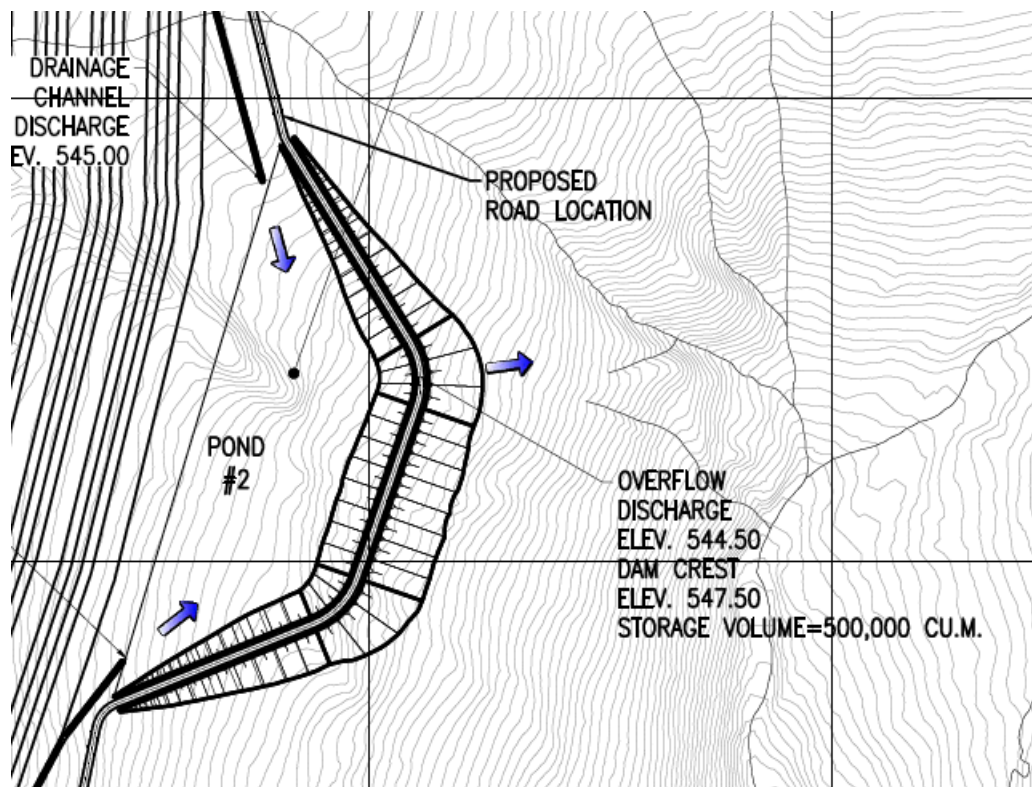 DRAINAGE
CHANNEL
DISCHARGE
EV. 545.00
PROPOSED
ROAD LOCATION
POND
#2
OVERFLOW
DISCHARGE
ELEV. 544.50
DAM CREST
ELEV. 547.50
STORAGE VOLUME=500,000 CU.M.